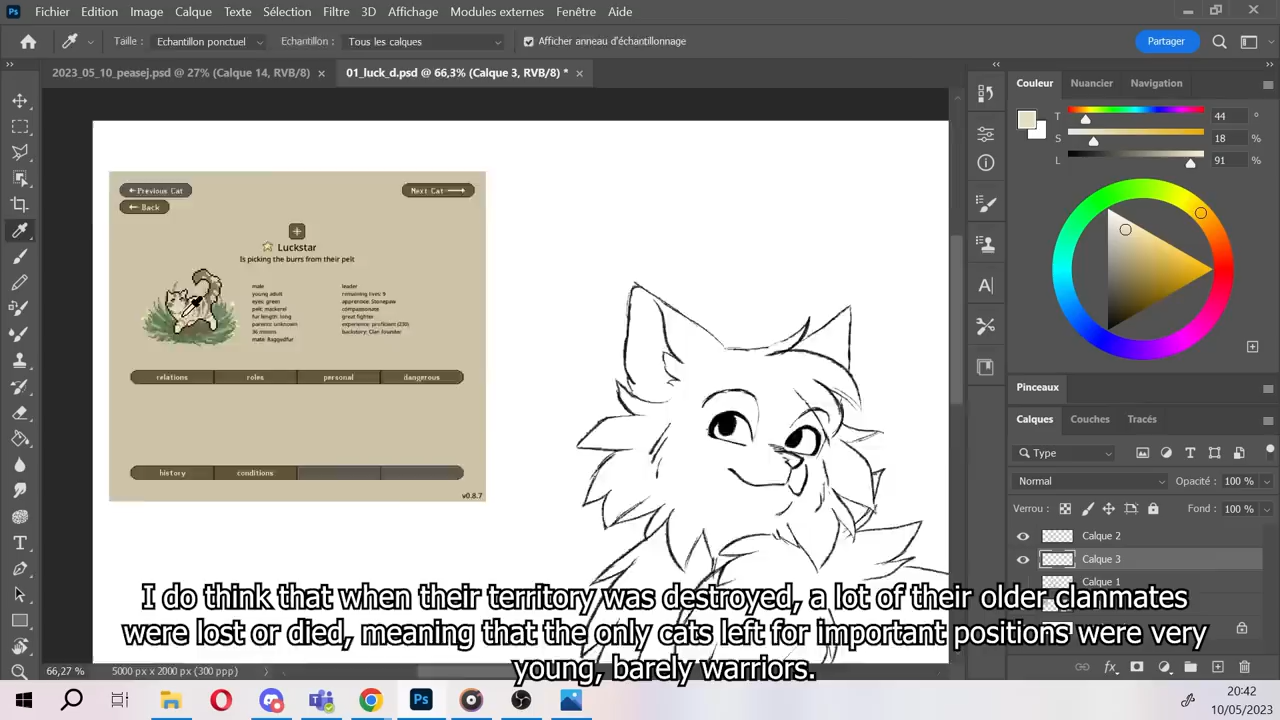 Ps Fichier Edition Image Calque Texte Sélection Filtre 3D Affichage Modules externes Fenêtre Aide
Taille : Echantillon ponctuel Echantillon : Tous les calques Afficher anneau d'échantillonnage Partager
2023_05_10_peasej.psd @ 27% (Calque 14, RVB/8) × 01_luck_d.psd @ 66,3% (Calque 3, RVB/8) * ×
Couleur Nuancier Navigation
T 44 °
S 18 %
L 91 %
Previous Cat Next Cat
Back
Luckstar
Is picking the burrs from their pelt
male
young adult
eyes: green
pelt: mackerel
fur length: long
parents: unknown
36 moons
mate: Raggedfur
leader
remaining lives: 9
apprentice: Stonepaw
compassionate
great fighter
experience: proficient (230)
backstory: Clan founder
relations roles personal dangerous
history conditions
v0.8.7
Pinceaux
Calques Couches Tracés
Type
Normal Opacité : 100 %
Verrou : Fond : 100 %
Calque 2
Calque 3
Calque 1
I do think that when their territory was destroyed, a lot of their older clanmates
were lost or died, meaning that the only cats left for important positions were very
young, barely warriors.
66,27 % 5000 px x 2000 px (300 ppp)
Ps
20:42
10/05/2023